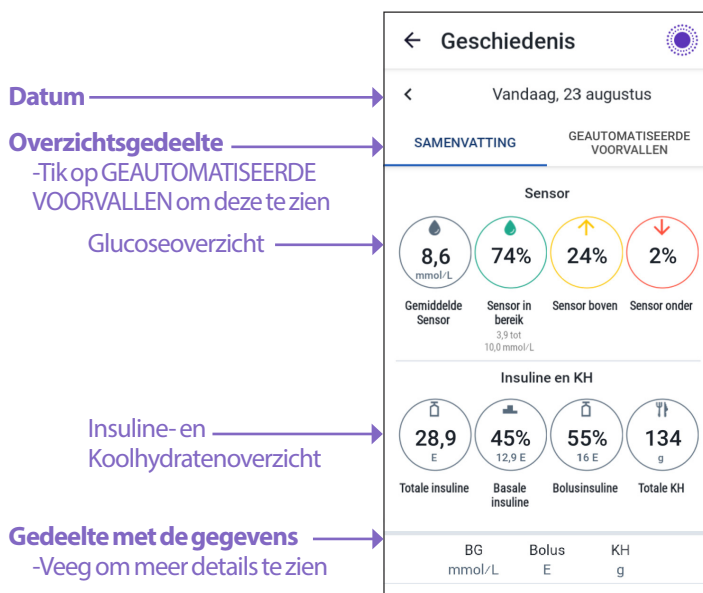 Geschiedenis
Datum
Vandaag, 23 augustus
Overzichtsgedeelte
-Tik op GEAUTOMATISEERDE
VOORVALLEN om deze te zien
SAMENVATTING
GEAUTOMATISEERDE
VOORVALLEN
Sensor
Glucoseoverzicht
8,6
mmol/L
74%
24%
2%
Gemiddelde
Sensor
Sensor in
bereik
3,9 tot
10,0 mmol/L
Sensor boven
Sensor onder
Insuline en KH
Insuline- en
Koolhydratenoverzicht
28,9
E
45%
12,9 E
55%
16 E
134
g
Totale insuline
Basale
insuline
Bolusinsuline
Totale KH
Gedeelte met de gegevens
-Veeg om meer details te zien
BG Bolus KH
mmol/L E g